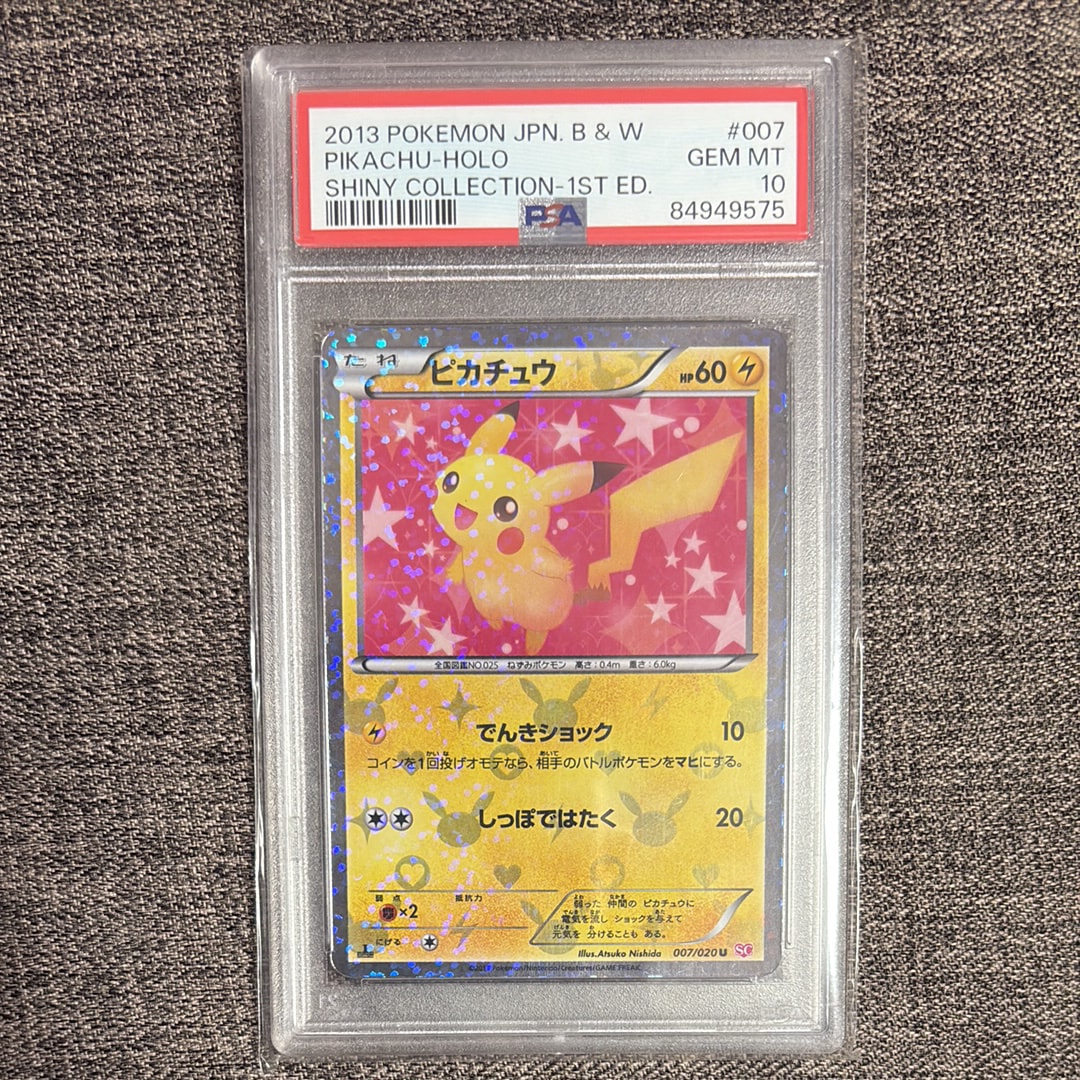 2013 POKEMON JPN. B & W #007
PIKACHU-HOLO GEM MT
SHINY COLLECTION-1ST ED. 10
PSA 84949575
たね ピカチュウ HP60
全国図鑑NO.025 ねずみポケモン 高さ:0.4m 重さ:6.0kg
でんきショック 10
コインを1回投げオモテなら、相手のバトルポケモンをマヒにする。
しっぽではたく 20
弱点 抵抗力
×2
にげる
弱った 仲間の ピカチュウに
電気を流し ショックを与えて
元気を 分けることも ある。
Illus.Atsuko Nishida 007/020 U SC
1
©2013 Pokémon/Nintendo/Creatures/GAME FREAK.